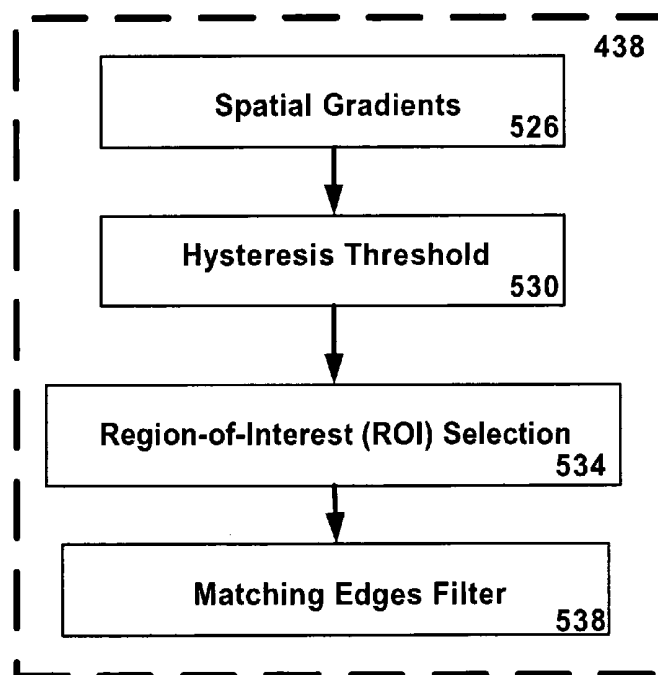 438
Spatial Gradients
526
Hysteresis Threshold
530
Region-of-Interest (ROI) Selection
534
Matching Edges Filter
538